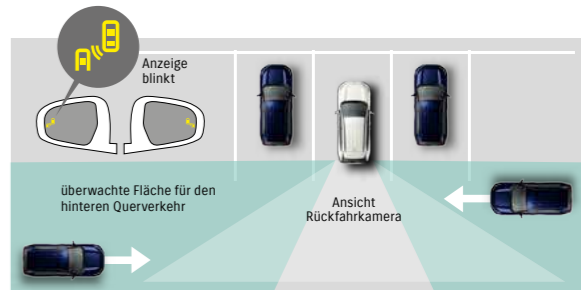 Anzeige
blinkt
überwachte Fläche für den
hinteren Querverkehr
Ansicht
Rückfahrkamera